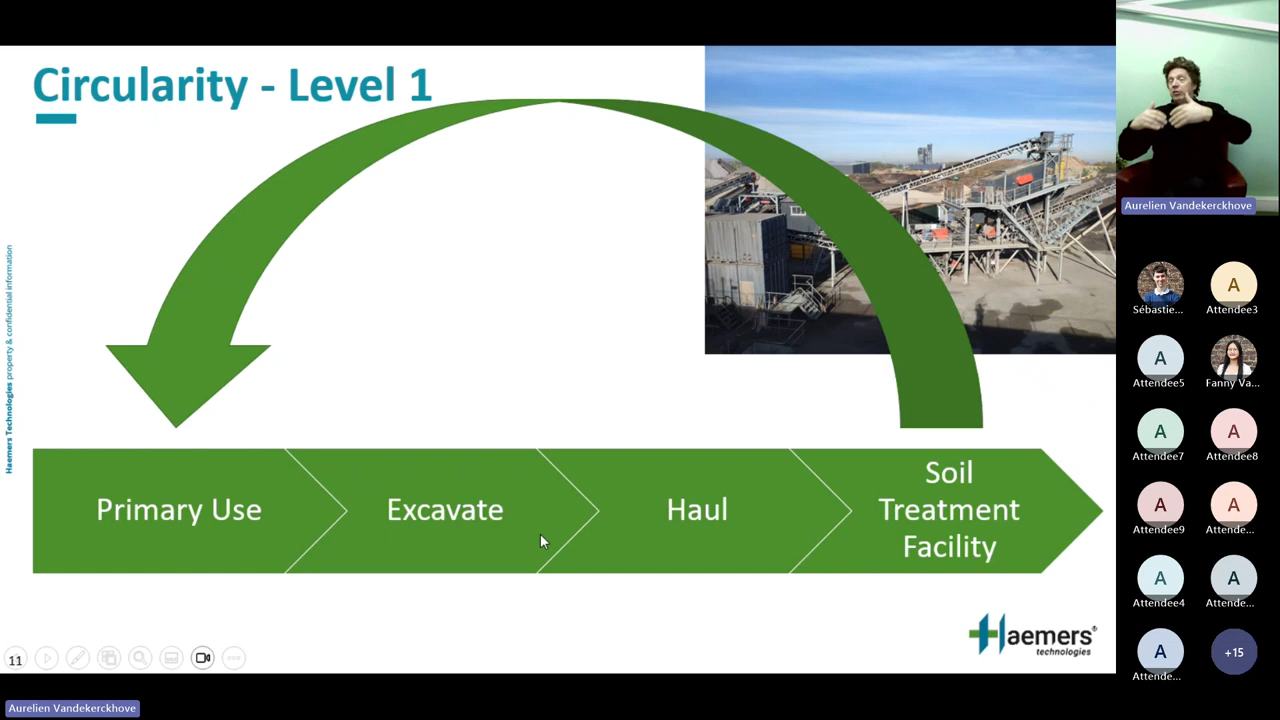 Circularity - Level 1
Haemers Technologies property & confidential information
Primary Use
Excavate
Haul
Soil
Treatment
Facility
Haemers®
technologies
11
Aurelien Vandekerckhove
Aurelien Vandekerckhove
Sébastie...
A
Attendee3
A
Attendee5
Fanny Va...
A
Attendee7
A
Attendee8
A
Attendee9
A
Attende...
A
Attendee4
A
Attende...
A
Attende...
+15